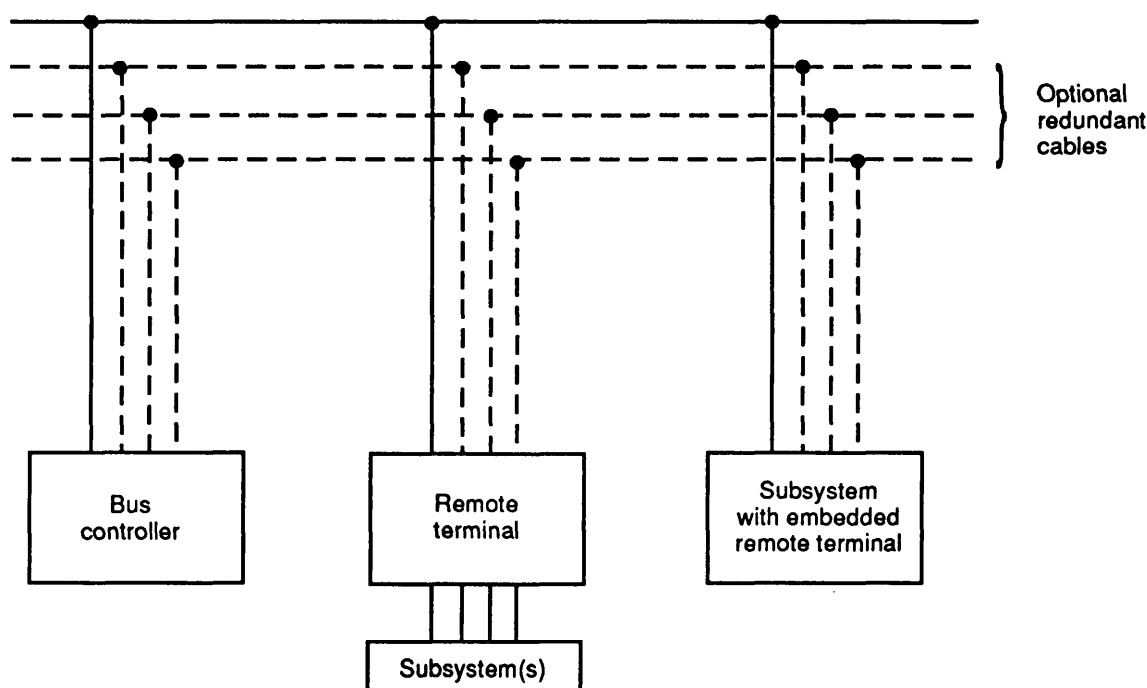 Optional
redundant
cables
Bus
controller
Remote
terminal
Subsystem
with embedded
remote terminal
Subsystem(s)